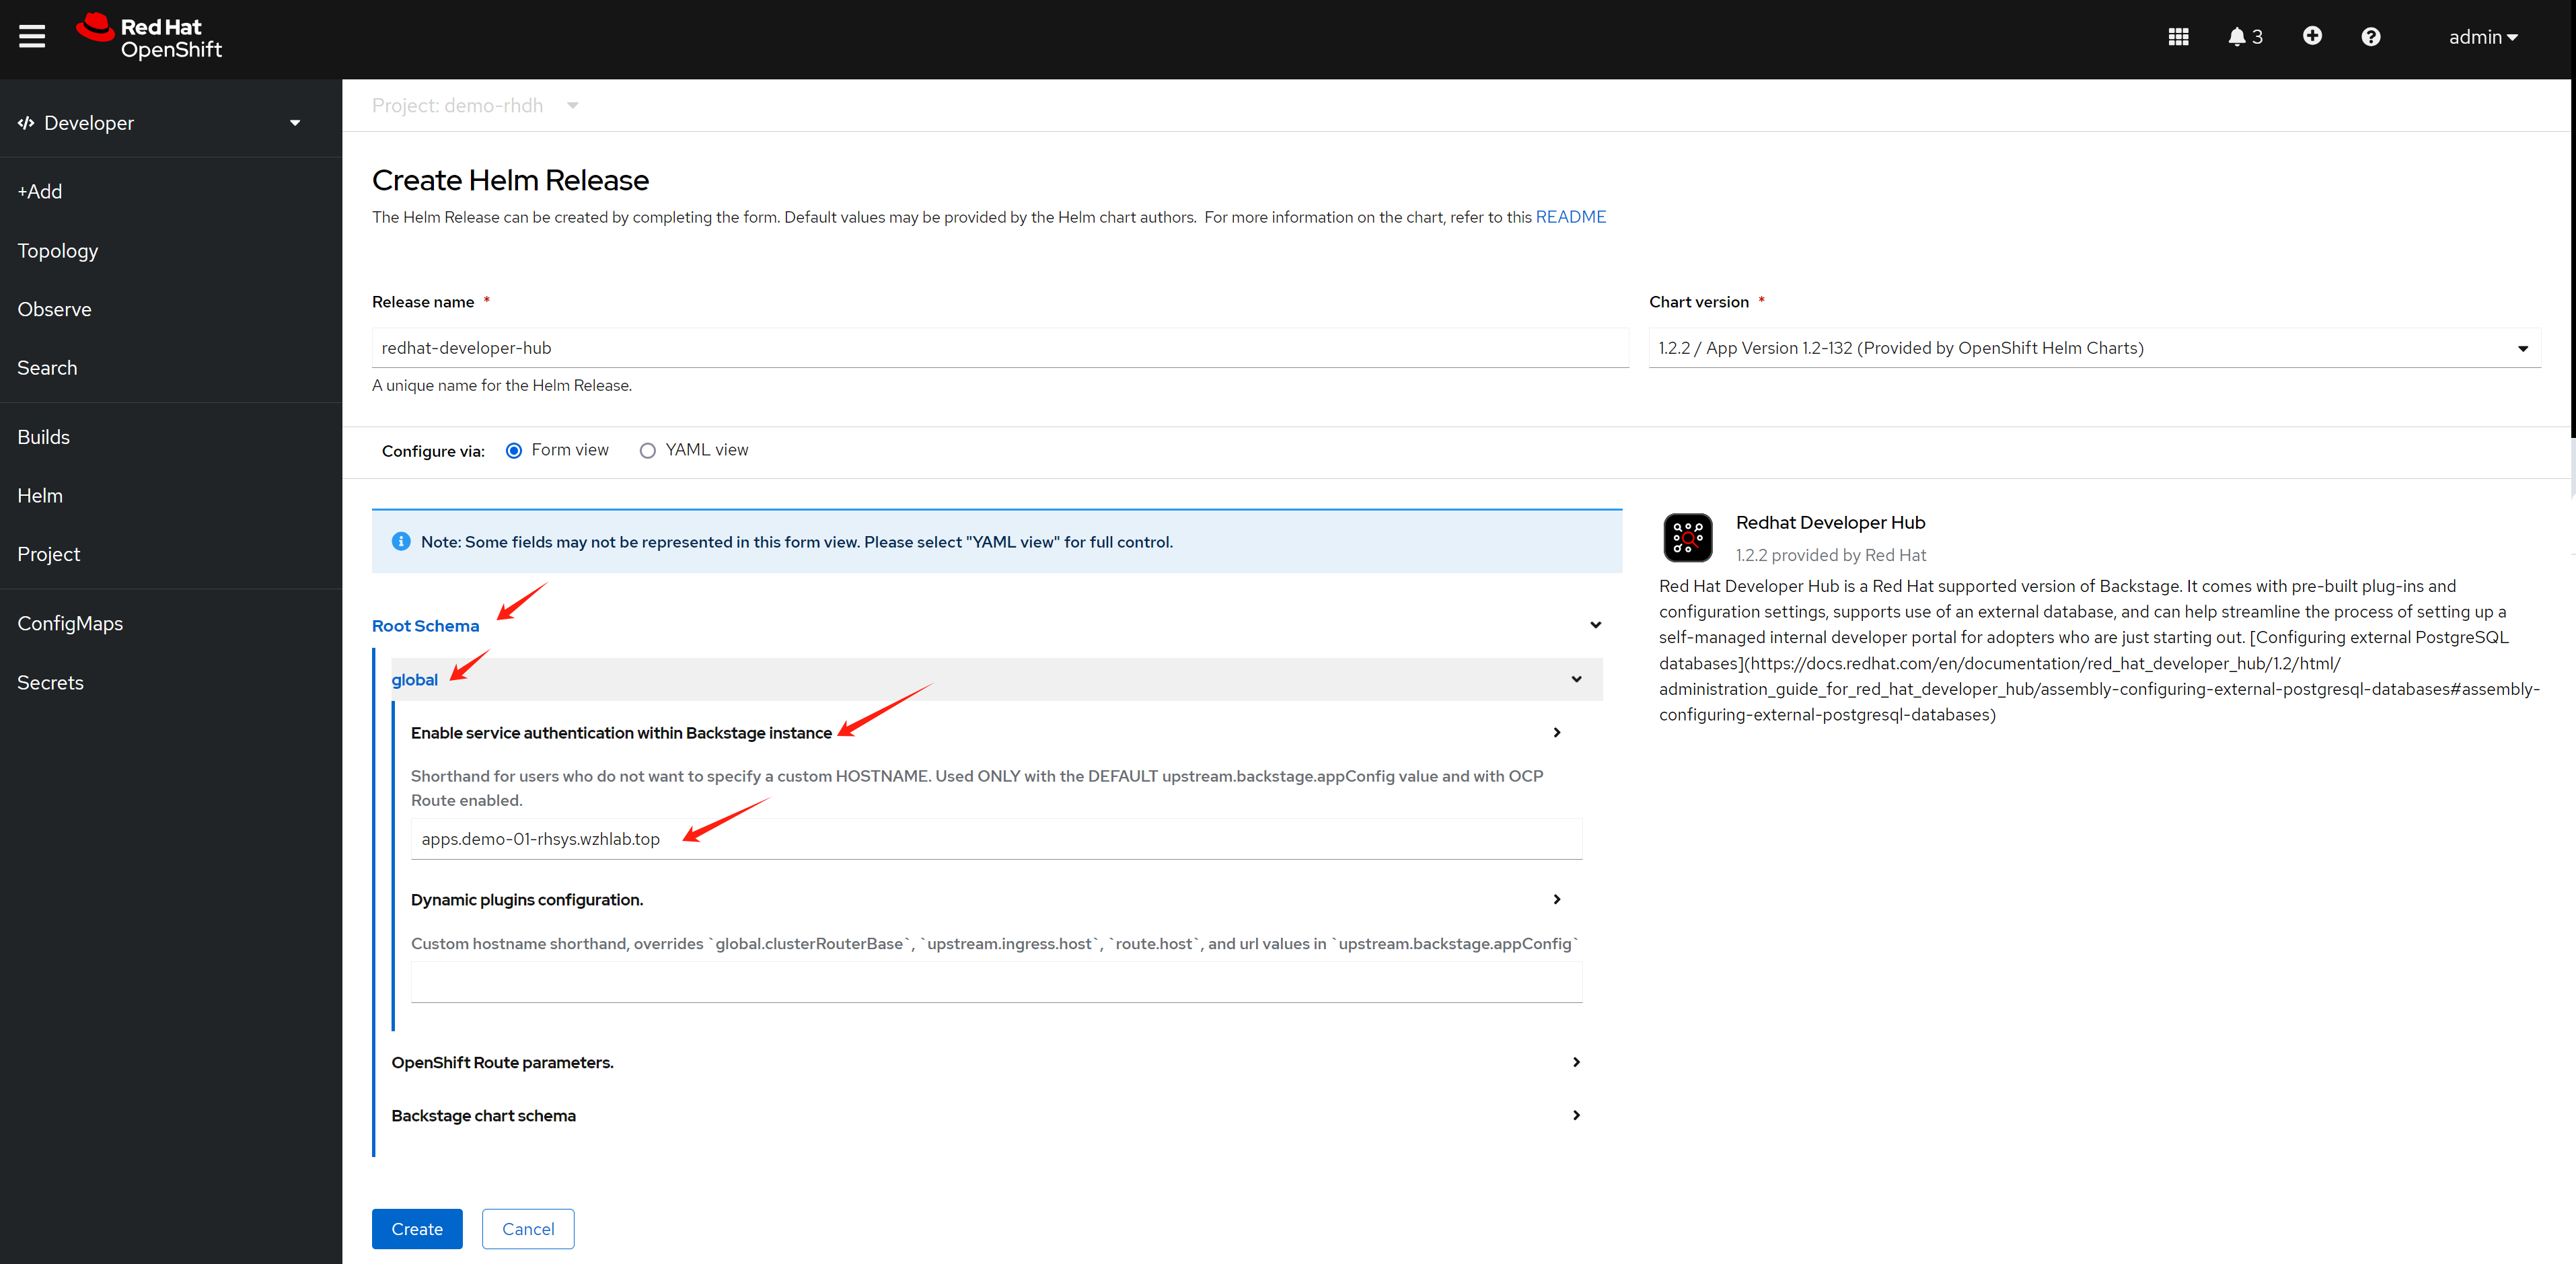 Red Hat
OpenShift
3
admin
Developer
+Add
Topology
Observe
Search
Builds
Helm
Project
ConfigMaps
Secrets
Project: demo-rhdh
Create Helm Release
The Helm Release can be created by completing the form. Default values may be provided by the Helm chart authors. For more information on the chart, refer to this README
Release name *
redhat-developer-hub
A unique name for the Helm Release.
Chart version *
1.2.2 / App Version 1.2-132 (Provided by OpenShift Helm Charts)
Configure via: Form view YAML view
Note: Some fields may not be represented in this form view. Please select "YAML view" for full control.
Root Schema
global
Enable service authentication within Backstage instance
Shorthand for users who do not want to specify a custom HOSTNAME. Used ONLY with the DEFAULT upstream.backstage.appConfig value and with OCP
Route enabled.
apps.demo-01-rhsys.wzhlab.top
Dynamic plugins configuration.
Custom hostname shorthand, overrides `global.clusterRouterBase`, `upstream.ingress.host`, `route.host`, and url values in `upstream.backstage.appConfig`
OpenShift Route parameters.
Backstage chart schema
Create Cancel
Redhat Developer Hub
1.2.2 provided by Red Hat
Red Hat Developer Hub is a Red Hat supported version of Backstage. It comes with pre-built plug-ins and
configuration settings, supports use of an external database, and can help streamline the process of setting up a
self-managed internal developer portal for adopters who are just starting out. [Configuring external PostgreSQL
databases](https://docs.redhat.com/en/documentation/red_hat_developer_hub/1.2/html/
administration_guide_for_red_hat_developer_hub/assembly-configuring-external-postgresql-databases#assembly-
configuring-external-postgresql-databases)